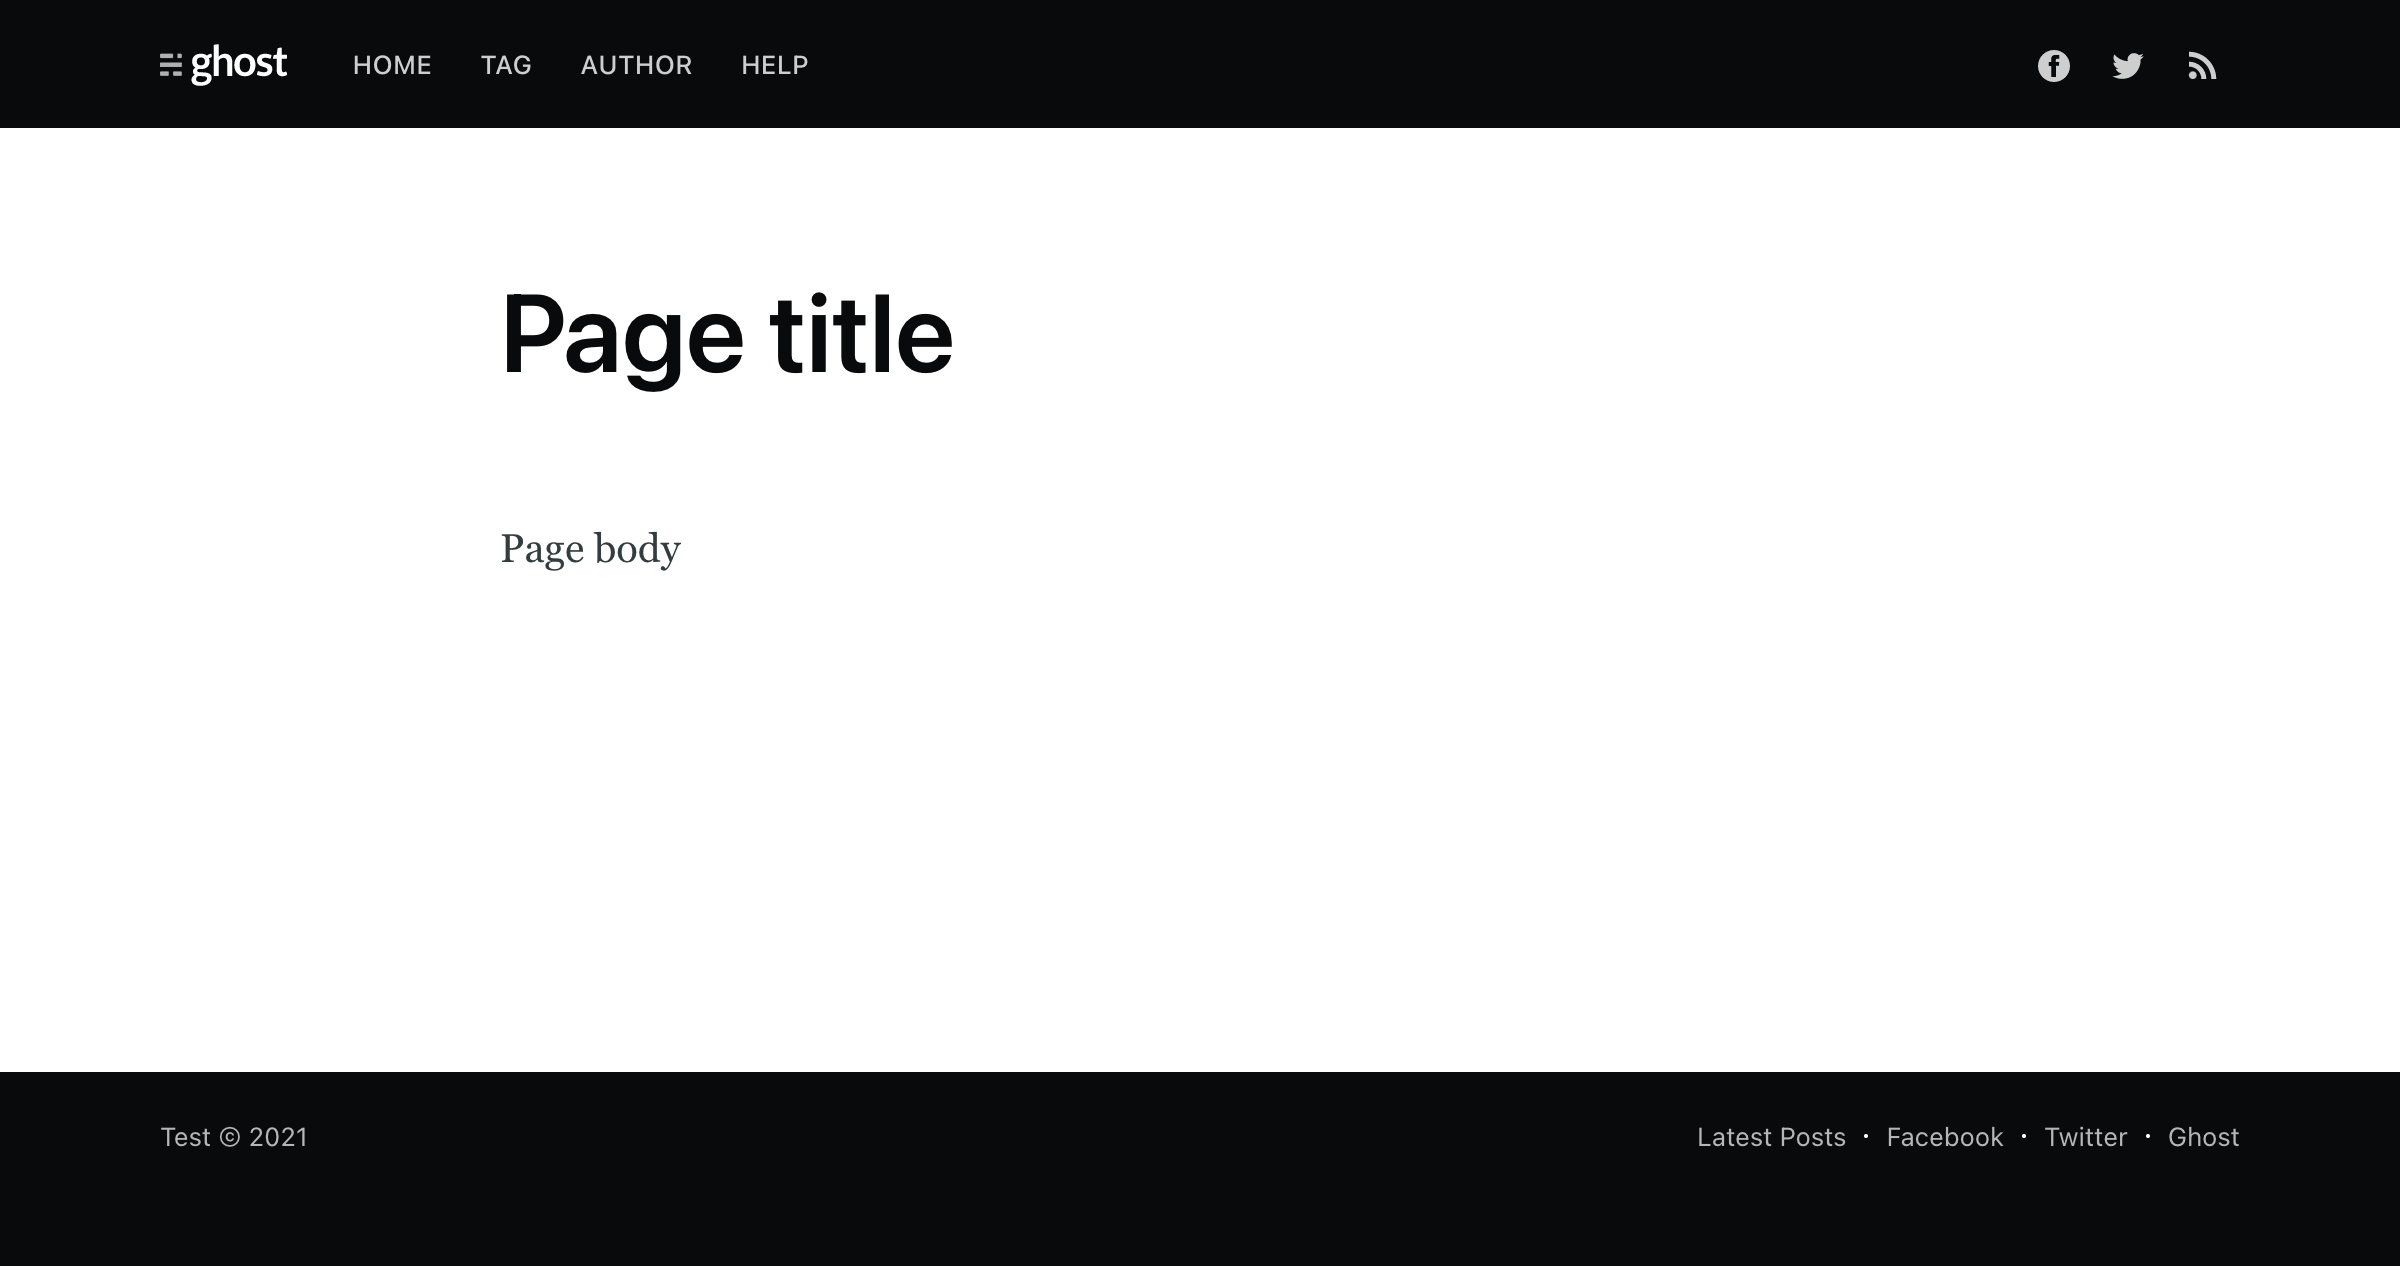 ghost HOME TAG AUTHOR HELP
Page title
Page body
Test © 2021 Latest Posts • Facebook • Twitter • Ghost